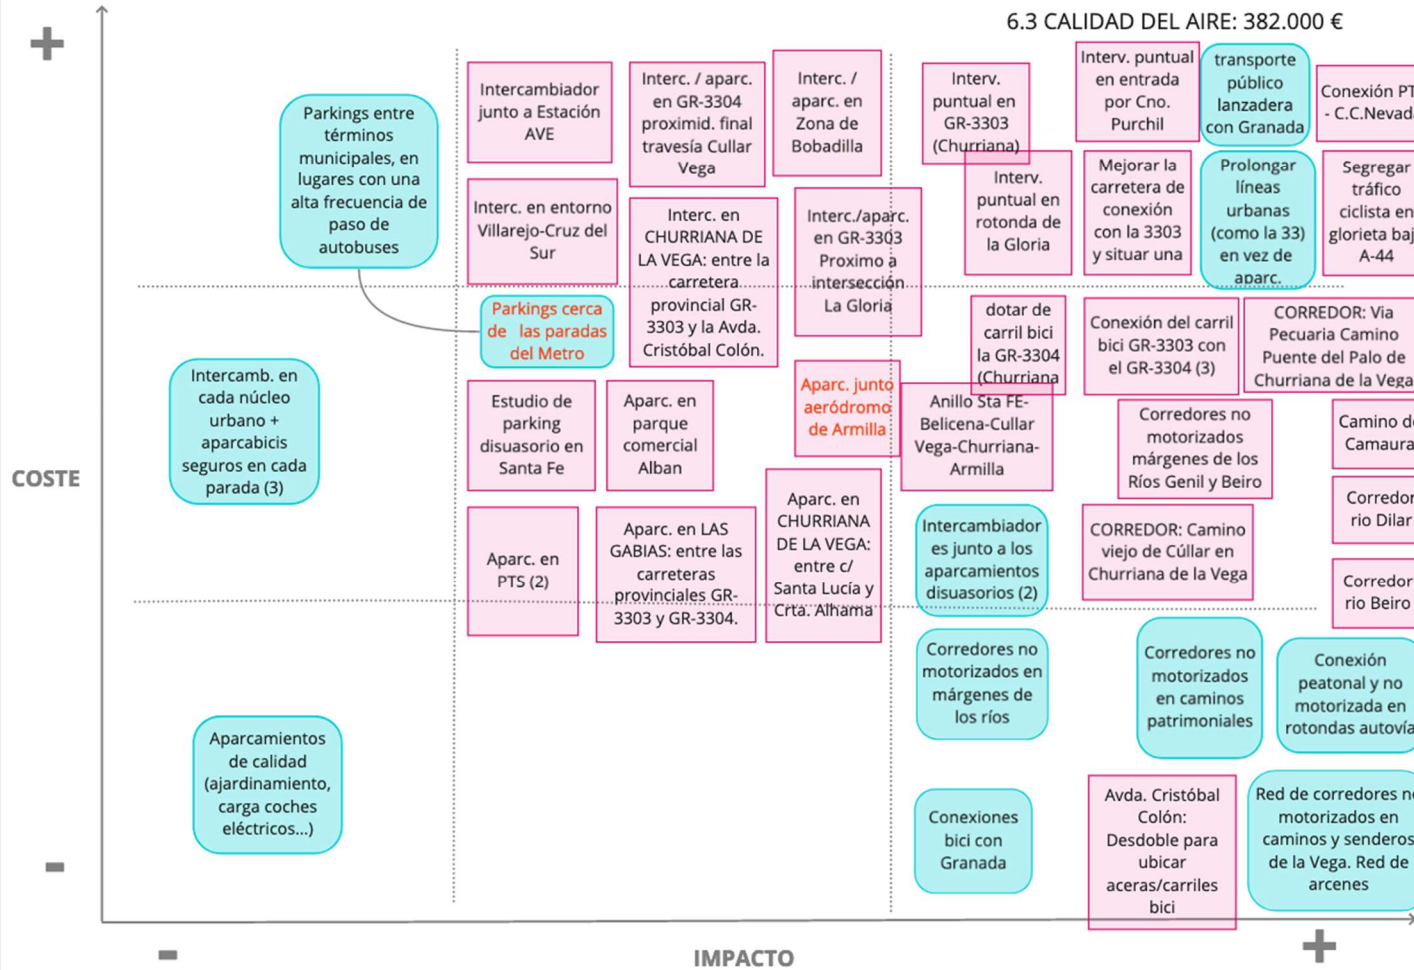 6.3 CALIDAD DEL AIRE: 382.000 €
+
COSTE
-
-
IMPACTO
+
Parkings entre
términos
municipales, en
lugares con una
alta frecuencia de
paso de
autobuses
Intercamb. en
cada núcleo
urbano +
aparcabicis
seguros en cada
parada (3)
Aparcamientos
de calidad
(ajardinamiento,
carga coches
eléctricos...)
Intercambiador
junto a Estación
AVE
Interc. / aparc.
en GR-3304
proximid. final
travesía Cullar
Vega
Interc. /
aparc. en
Zona de
Bobadilla
Interc. en entorno
Villarejo-Cruz del
Sur
Interc. en
CHURRIANA DE
LA VEGA: entre la
carretera
provincial GR-
3303 y la Avda.
Cristóbal Colón.
Interc./aparc.
en GR-3303
Proximo a
intersección
La Gloria
Parkings cerca
de las paradas
del Metro
Estudio de
parking
disuasorio en
Santa Fe
Aparc. en
parque
comercial
Alban
Aparc. junto
aeródromo
de Armilla
Aparc. en
PTS (2)
Aparc. en LAS
GABIAS: entre las
carreteras
provinciales GR-
3303 y GR-3304.
Aparc. en
CHURRIANA
DE LA VEGA:
entre c/
Santa Lucía y
Crta. Alhama
Interv.
puntual en
GR-3303
(Churriana)
Interv. puntual
en entrada
por Cno.
Purchil
transporte
público
lanzadera
con Granada
Conexión PT
- C.C.Nevad
Interv.
puntual en
rotonda de
la Gloria
Mejorar la
carretera de
conexión
con la 3303
y situar una
Prolongar
líneas
urbanas
(como la 33)
en vez de
aparc.
Segregar
tráfico
ciclista en
glorieta baj
A-44
dotar de
carril bici
la GR-3304
(Churriana
Conexión del carril
bici GR-3303 con
el GR-3304 (3)
CORREDOR: Via
Pecuaria Camino
Puente del Palo de
Churriana de la Vega
Anillo Sta FE-
Belicena-Cullar
Vega-Churriana-
Armilla
Corredores no
motorizados
márgenes de los
Ríos Genil y Beiro
Camino d
Camaura
Intercambiador
es junto a los
aparcamientos
disuasorios (2)
CORREDOR: Camino
viejo de Cúllar en
Churriana de la Vega
Corredor
rio Dilar
Corredor
rio Beiro
Corredores no
motorizados en
márgenes de
los ríos
Corredores no
motorizados
en caminos
patrimoniales
Conexión
peatonal y no
motorizada en
rotondas autovía
Conexiones
bici con
Granada
Avda. Cristóbal
Colón:
Desdoble para
ubicar
aceras/carriles
bici
Red de corredores n
motorizados en
caminos y senderos
de la Vega. Red de
arcenes